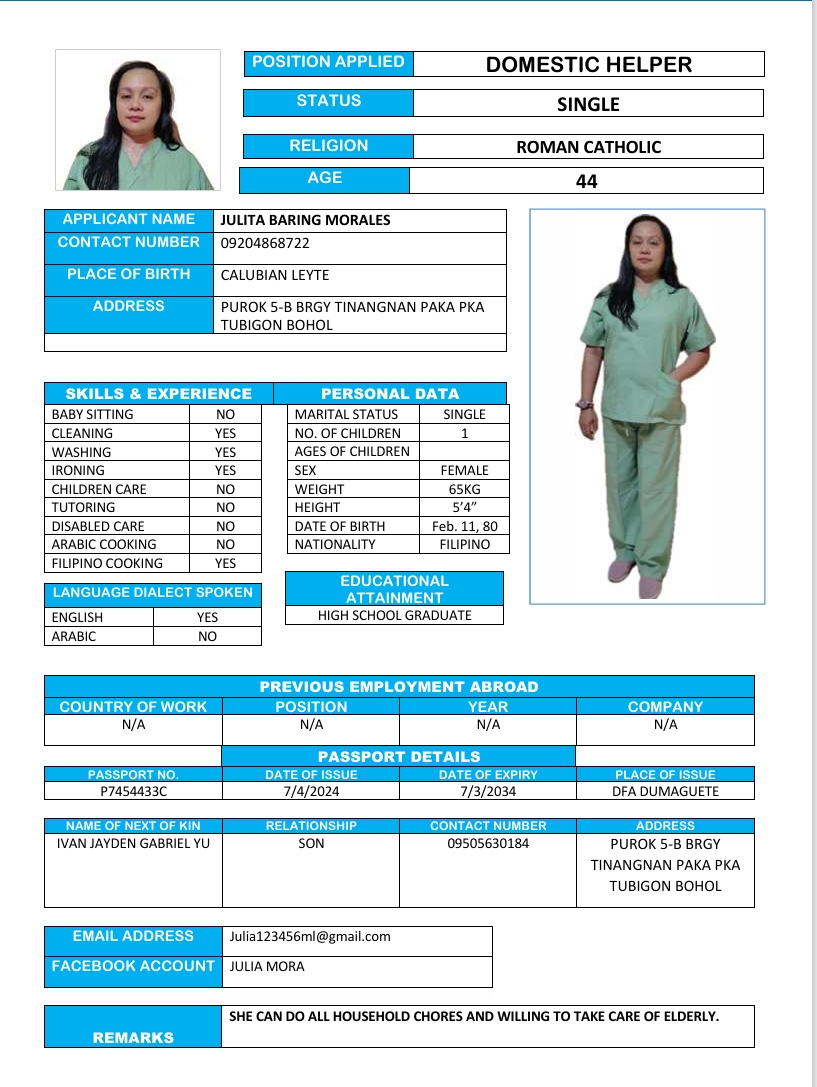 POSITION APPLIED DOMESTIC HELPER
STATUS SINGLE
RELIGION ROMAN CATHOLIC
AGE 44
APPLICANT NAME JULITA BARING MORALES
CONTACT NUMBER 09204868722
PLACE OF BIRTH CALUBIAN LEYTE
ADDRESS PUROK 5-B BRGY TINANGNAN PAKA PKA
TUBIGON BOHOL
SKILLS & EXPERIENCE PERSONAL DATA
BABY SITTING NO MARITAL STATUS SINGLE
CLEANING YES NO. OF CHILDREN 1
WASHING YES AGES OF CHILDREN
IRONING YES SEX FEMALE
CHILDREN CARE NO WEIGHT 65KG
TUTORING NO HEIGHT 5’4”
DISABLED CARE NO DATE OF BIRTH Feb. 11, 80
ARABIC COOKING NO NATIONALITY FILIPINO
FILIPINO COOKING YES
LANGUAGE DIALECT SPOKEN
ENGLISH YES
ARABIC NO
EDUCATIONAL
ATTAINMENT
HIGH SCHOOL GRADUATE
PREVIOUS EMPLOYMENT ABROAD
COUNTRY OF WORK POSITION YEAR COMPANY
N/A N/A N/A N/A
PASSPORT DETAILS
PASSPORT NO. DATE OF ISSUE DATE OF EXPIRY PLACE OF ISSUE
P7454433C 7/4/2024 7/3/2034 DFA DUMAGUETE
NAME OF NEXT OF KIN RELATIONSHIP CONTACT NUMBER ADDRESS
IVAN JAYDEN GABRIEL YU SON 09505630184 PUROK 5-B BRGY
TINANGNAN PAKA PKA
TUBIGON BOHOL
EMAIL ADDRESS Julia123456ml@gmail.com
FACEBOOK ACCOUNT JULIA MORA
SHE CAN DO ALL HOUSEHOLD CHORES AND WILLING TO TAKE CARE OF ELDERLY.
REMARKS